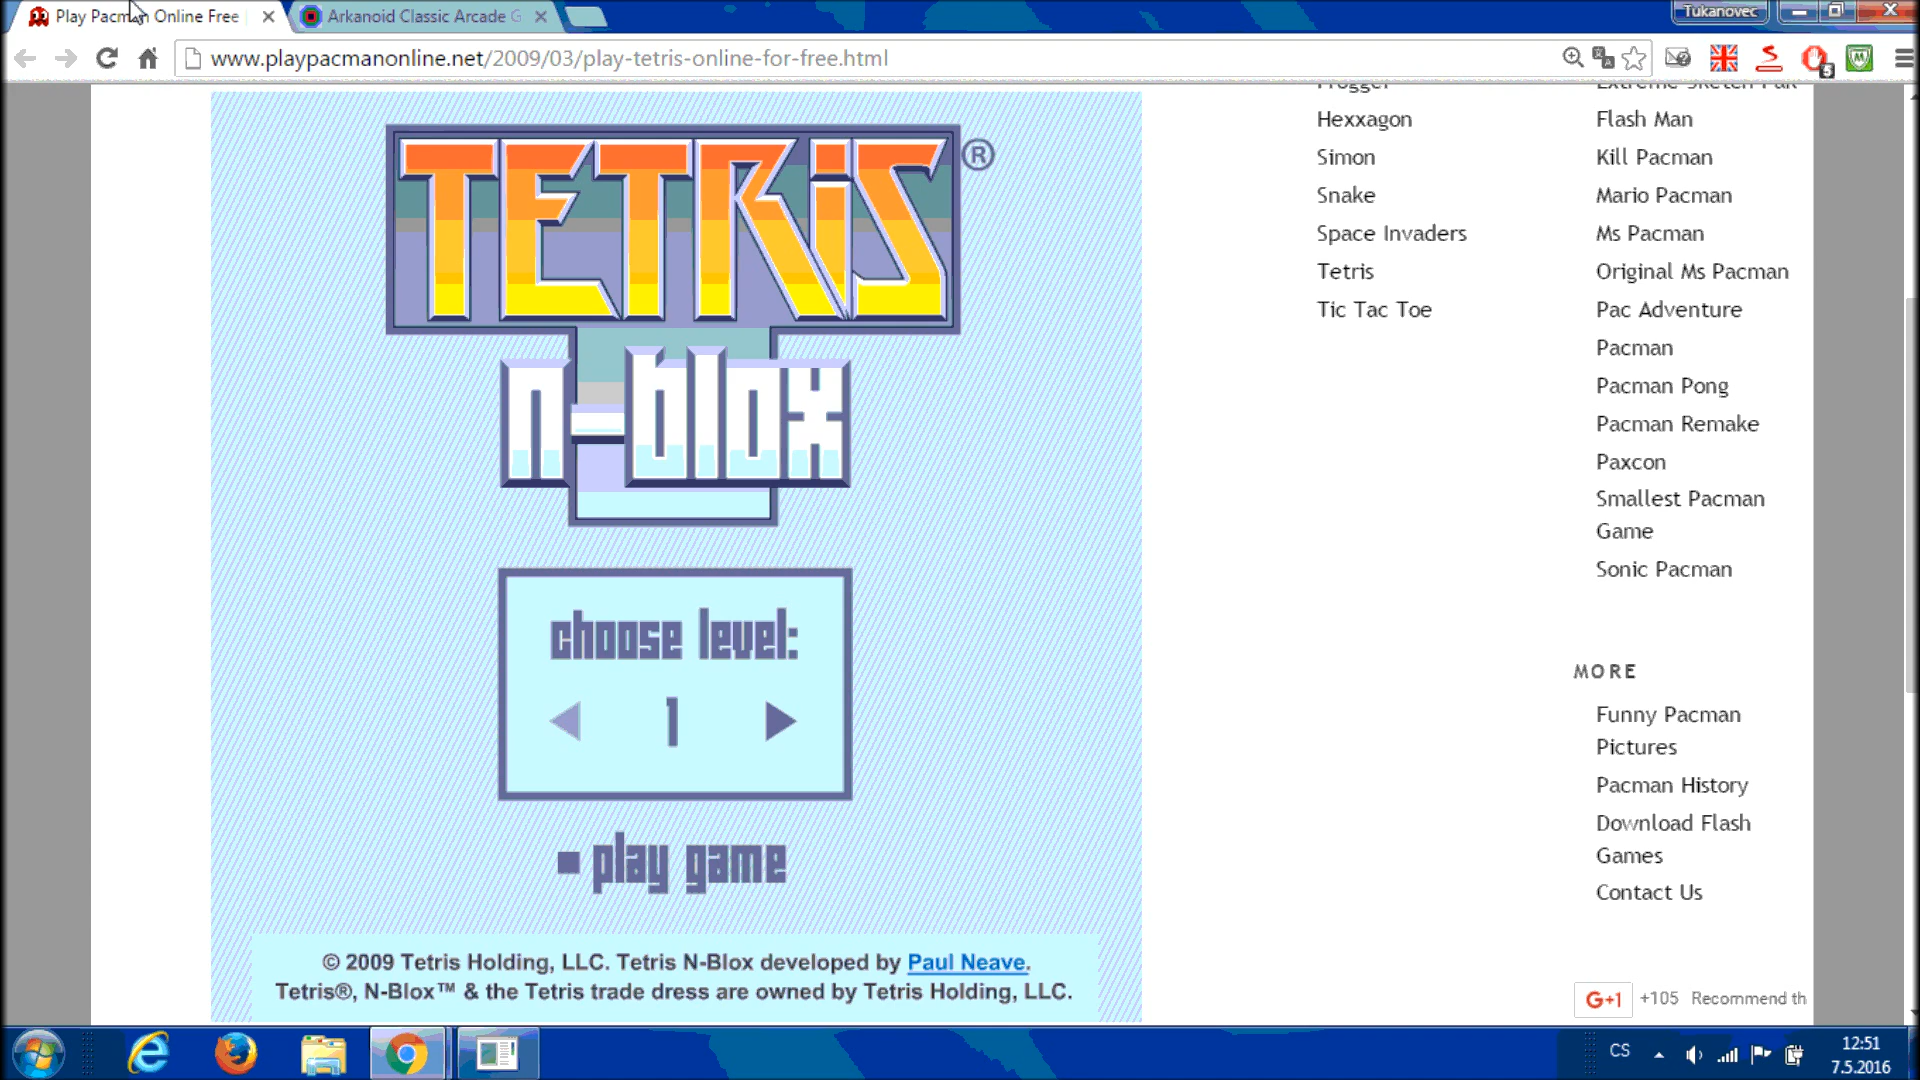 Play Pacman Online Free
Arkanoid Classic Arcade G
Tukanovec
www.playpacmanonline.net/2009/03/play-tetris-online-for-free.html
5
TETRiS®
n-blox
choose level:
1
play game
© 2009 Tetris Holding, LLC. Tetris N-Blox developed by Paul Neave.
Tetris®, N-Blox™ & the Tetris trade dress are owned by Tetris Holding, LLC.
Frogger
Hexxagon
Simon
Snake
Space Invaders
Tetris
Tic Tac Toe
Flash Man
Kill Pacman
Mario Pacman
Ms Pacman
Original Ms Pacman
Pac Adventure
Pacman
Pacman Pong
Pacman Remake
Paxcon
Smallest Pacman
Game
Sonic Pacman
MORE
Funny Pacman
Pictures
Pacman History
Download Flash
Games
Contact Us
G+1 +105 Recommend th
CS
12:51
7.5.2016